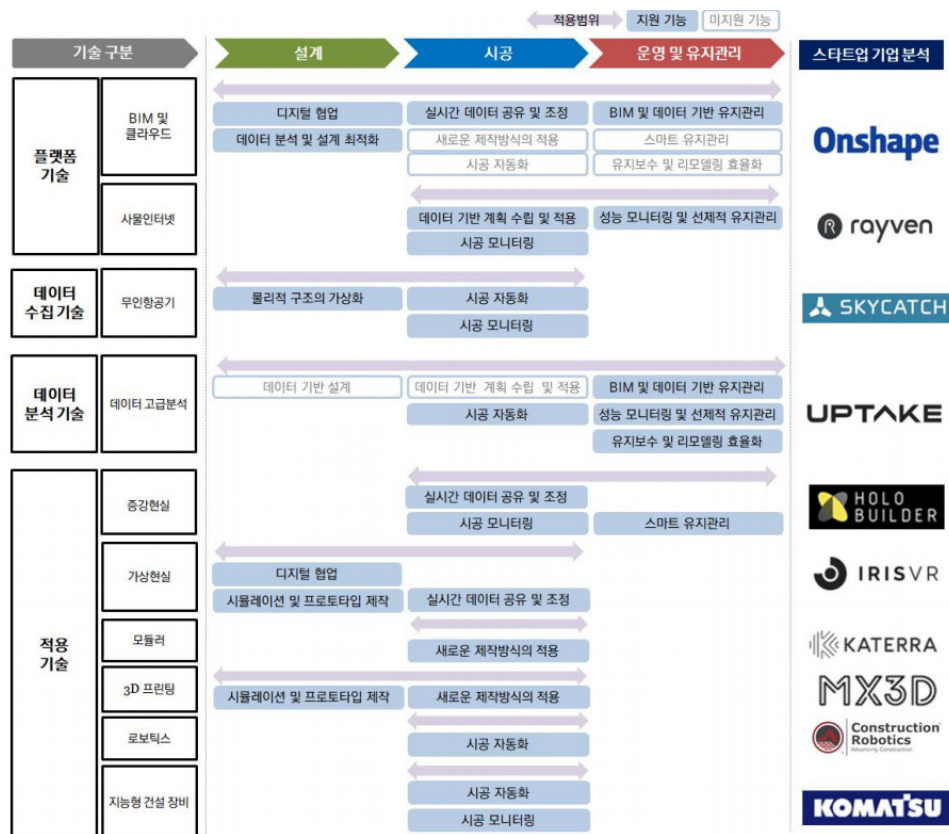 적용범위 지원 기능 미지원 기능
기술 구분 설계 시공 운영 및 유지관리 스타트업 기업 분석
플랫폼
기술
BIM 및
클라우드
디지털 협업 실시간 데이터 공유 및 조정 BIM 및 데이터 기반 유지관리
데이터 분석 및 설계 최적화 새로운 제작방식의 적용 스마트 유지관리
시공 자동화 유지보수 및 리모델링 효율화
Onshape
사물인터넷
데이터 기반 계획 수립 및 적용 성능 모니터링 및 선제적 유지관리
시공 모니터링
R rayven
데이터
수집 기술
무인항공기
물리적 구조의 가상화 시공 자동화
시공 모니터링
SKYCATCH
데이터
분석 기술
데이터 고급분석
데이터 기반 설계 데이터 기반 계획 수립 및 적용 BIM 및 데이터 기반 유지관리
시공 자동화 성능 모니터링 및 선제적 유지관리
유지보수 및 리모델링 효율화
UPTAKE
적용
기술
증강현실
실시간 데이터 공유 및 조정
시공 모니터링 스마트 유지관리
HOLO
BUILDER
가상현실
디지털 협업
시뮬레이션 및 프로토타입 제작 실시간 데이터 공유 및 조정
IRISVR
모듈러
새로운 제작방식의 적용
KATERRA
3D 프린팅
시뮬레이션 및 프로토타입 제작 새로운 제작방식의 적용
MX3D
로보틱스
시공 자동화
Construction
Robotics
Advancing Construction
지능형 건설 장비
시공 자동화
시공 모니터링
KOMATSU